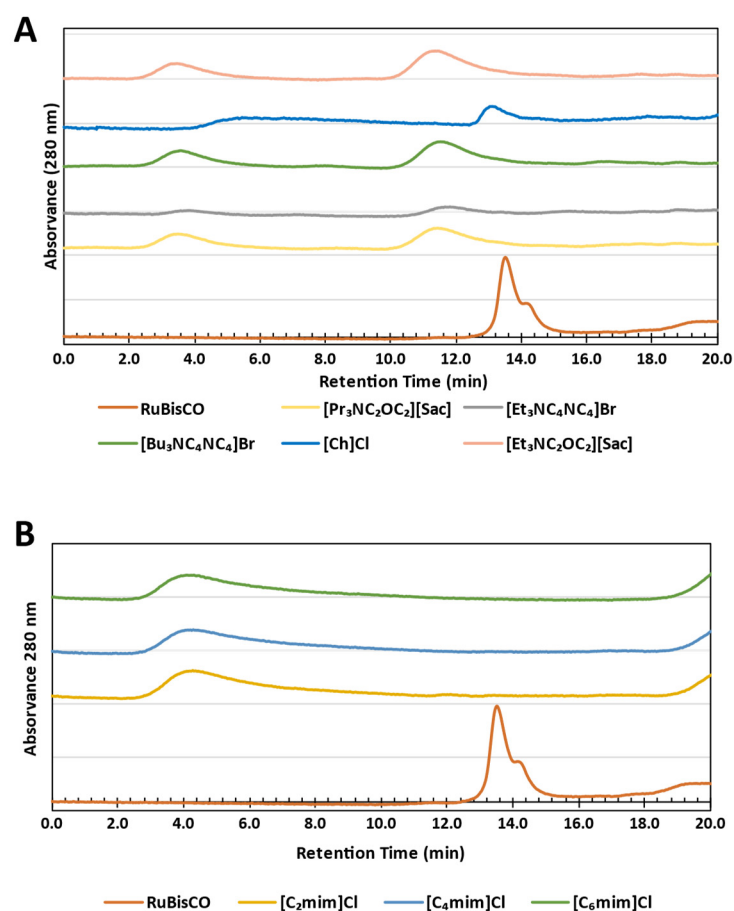 A
Absorvance (280 nm)
0.0 2.0 4.0 6.0 8.0 10.0 12.0 14.0 16.0 18.0 20.0
Retention Time (min)
RuBisCO [Pr₃NC₂OC₂][Sac] [Et₃NC₄NC₄]Br
[Bu₃NC₄NC₄]Br [Ch]Cl [Et₃NC₂OC₂][Sac]
B
Absorvance 280 nm
0.0 2.0 4.0 6.0 8.0 10.0 12.0 14.0 16.0 18.0 20.0
Retention Time (min)
RuBisCO [C₂mim]Cl [C₄mim]Cl [C₆mim]Cl